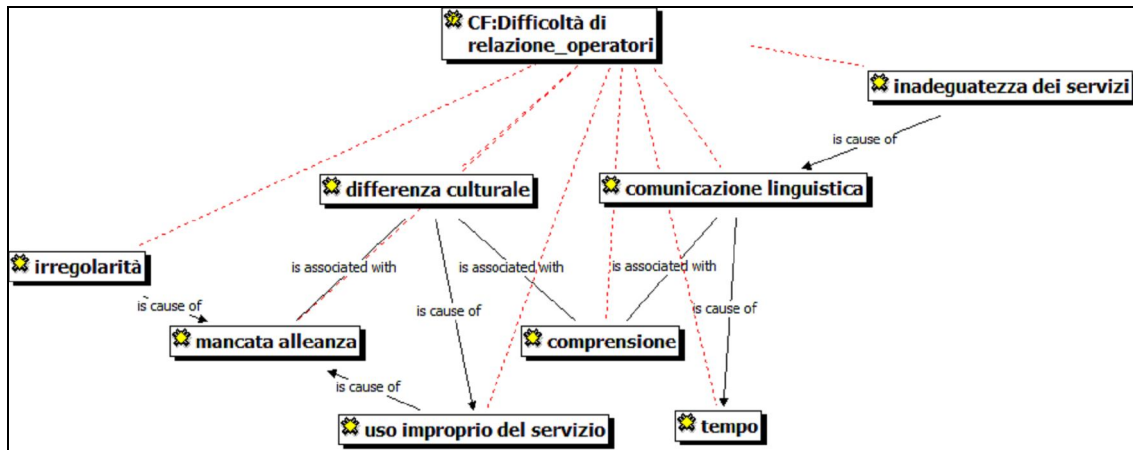 CF:Difficoltà di
relazione_operatori
inadeguatezza dei servizi
is cause of
differenza culturale
comunicazione linguistica
irregolarità
is associated with
is associated with
is associated with
is cause of
is cause of
is cause of
mancata alleanza
comprensione
is cause of
uso improprio del servizio
tempo